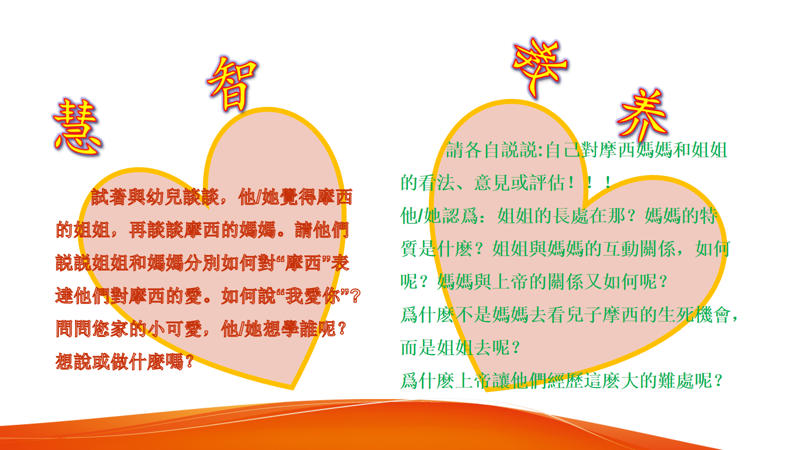 慧
智
試著與幼兒談談，他/她覺得摩西
的姐姐，再談談摩西的媽媽。請他們
説説姐姐和媽媽分別如何對“摩西”表
達他們對摩西的愛。如何說“我愛你”?
問問您家的小可愛，他/她想學誰呢？
想說或做什麼嗎？
養
請各自説説:自己對摩西媽媽和姐姐
的看法、意見或評估！！！
他/她認爲：姐姐的長處在那？媽媽的特
質是什麽？姐姐與媽媽的互動關係，如何
呢？媽媽與上帝的關係又如何呢？
爲什麽不是媽媽去看兒子摩西的生死機會，
而是姐姐去呢？
爲什麽上帝讓他們經歷這麽大的難處呢？